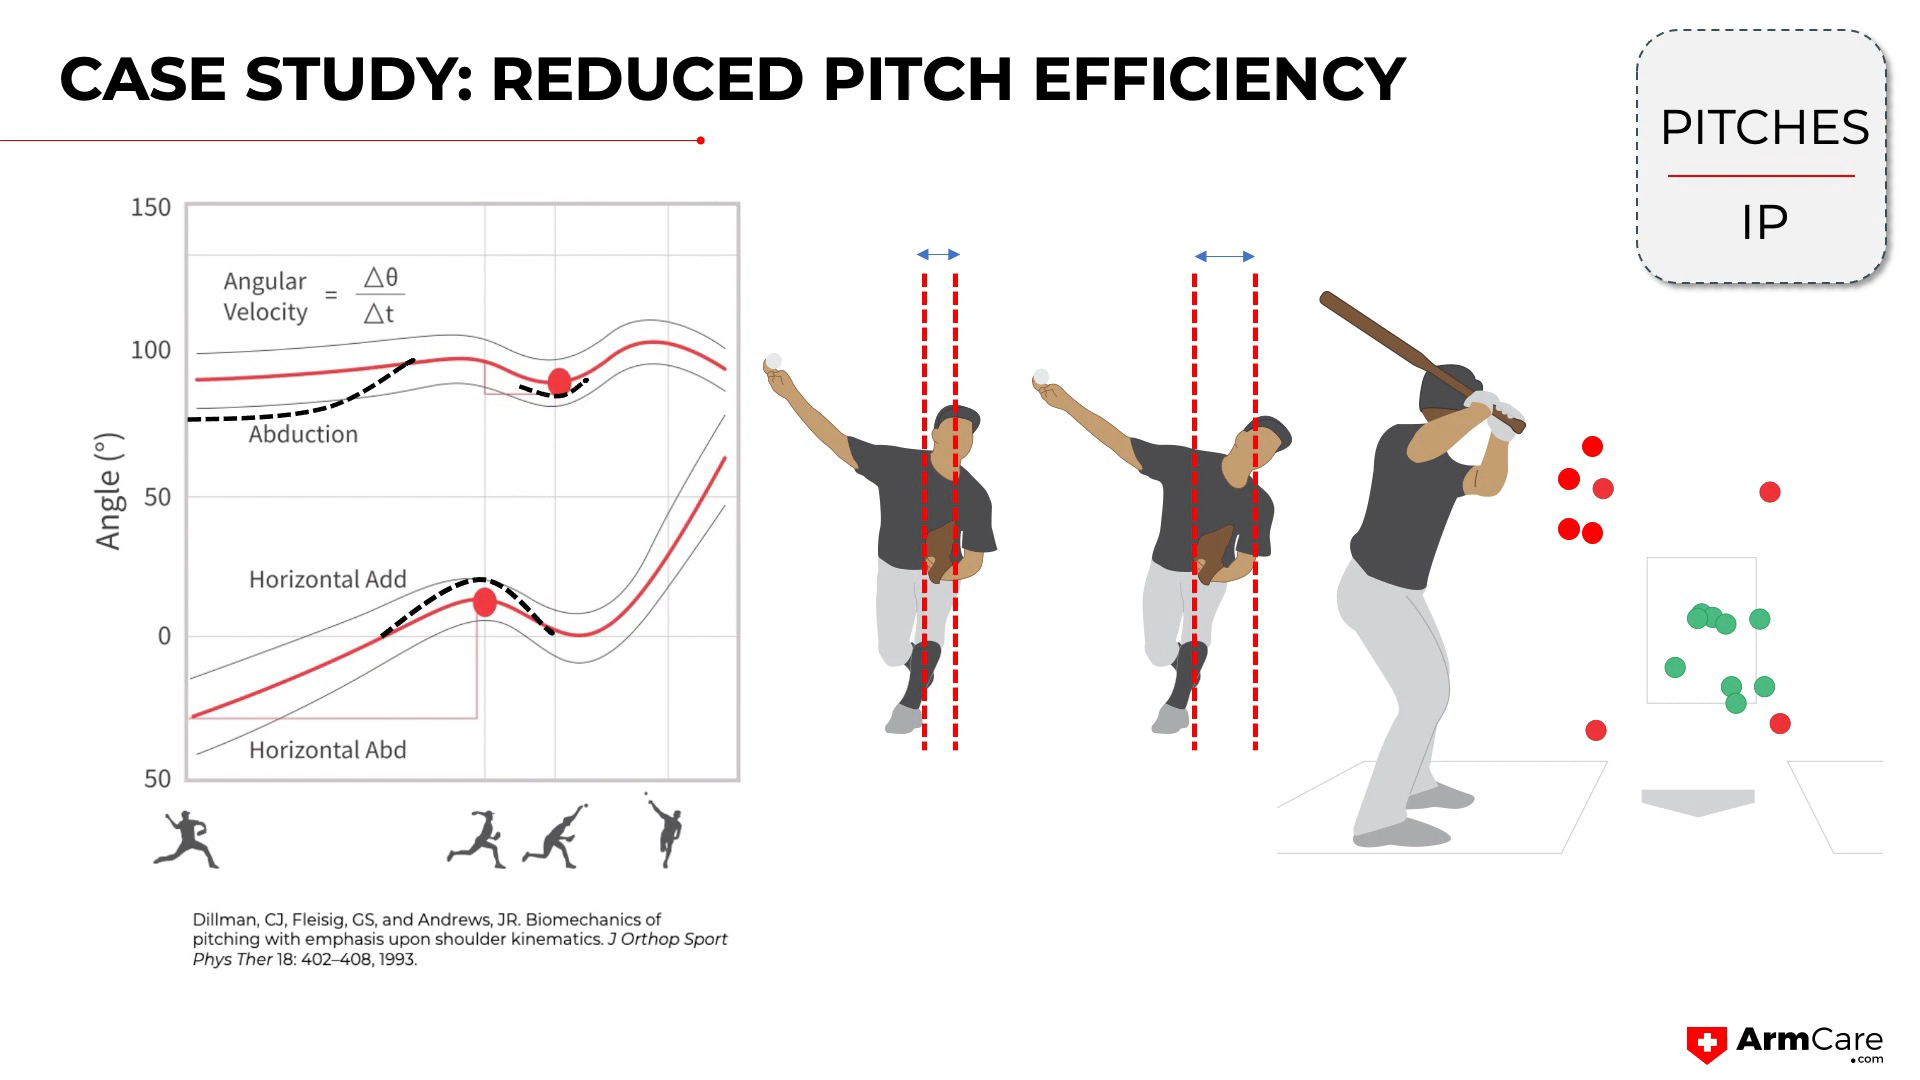 CASE STUDY: REDUCED PITCH EFFICIENCY
PITCHES
IP
150
100
50
0
50
Angle (°)
Angular
Velocity
=
△θ
△t
Abduction
Horizontal Add
Horizontal Abd
Dillman, CJ, Fleisig, GS, and Andrews, JR. Biomechanics of
pitching with emphasis upon shoulder kinematics. J Orthop Sport
Phys Ther 18: 402–408, 1993.
ArmCare
.com